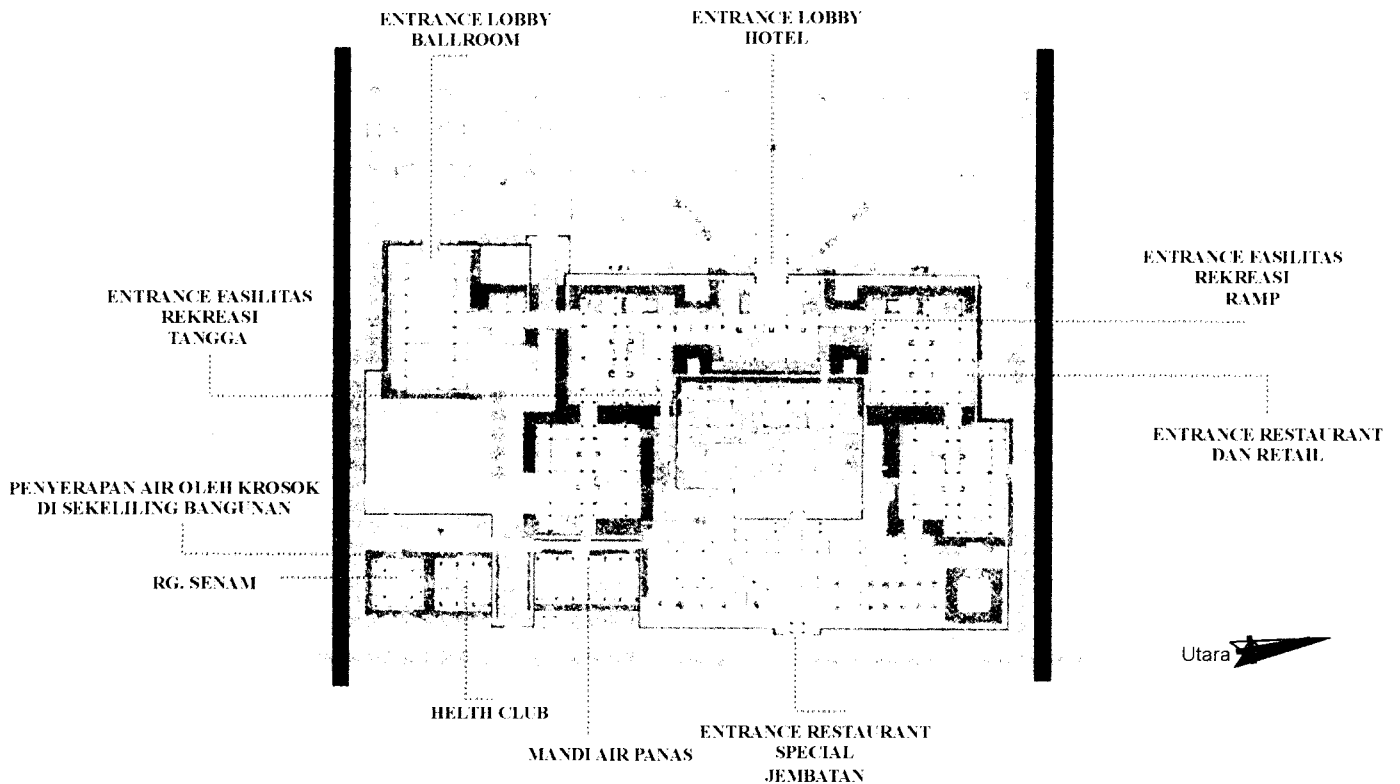 ENTRANCE LOBBY
BALLROOM
ENTRANCE LOBBY
HOTEL
ENTRANCE FASILITAS
REKREASI
RAMP
ENTRANCE FASILITAS
REKREASI
TANGGA
ENTRANCE RESTAURANT
DAN RETAIL
PENYERAPAN AIR OLEH KROSOK
DI SEKELILING BANGUNAN
RG. SENAM
Utara
HELTH CLUB
MANDI AIR PANAS
ENTRANCE RESTAURANT
SPECIAL
JEMBATAN